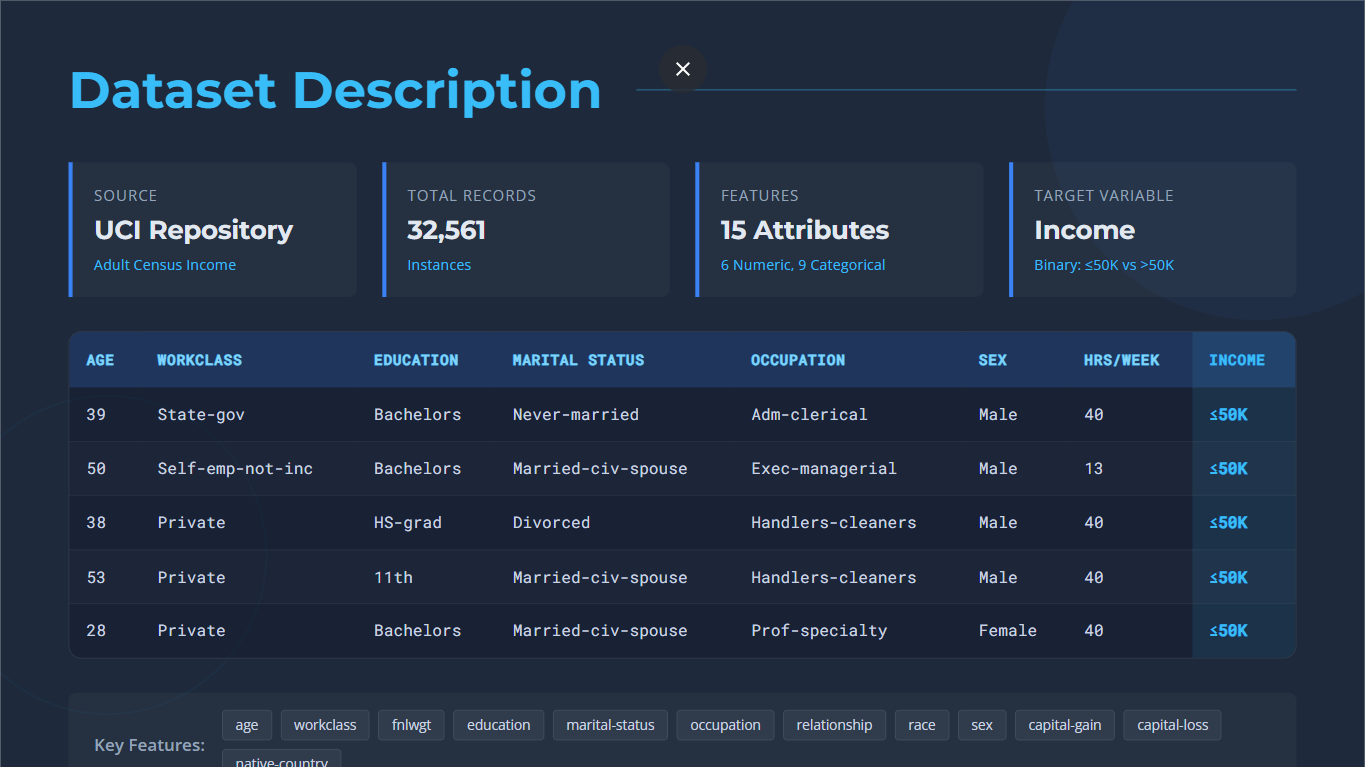 Dataset Description
SOURCE
UCI Repository
Adult Census Income
TOTAL RECORDS
32,561
Instances
FEATURES
15 Attributes
6 Numeric, 9 Categorical
TARGET VARIABLE
Income
Binary: ≤50K vs >50K
AGE WORKCLASS EDUCATION MARITAL STATUS OCCUPATION SEX HRS/WEEK INCOME
39 State-gov Bachelors Never-married Adm-clerical Male 40 ≤50K
50 Self-emp-not-inc Bachelors Married-civ-spouse Exec-managerial Male 13 ≤50K
38 Private HS-grad Divorced Handlers-cleaners Male 40 ≤50K
53 Private 11th Married-civ-spouse Handlers-cleaners Male 40 ≤50K
28 Private Bachelors Married-civ-spouse Prof-specialty Female 40 ≤50K
Key Features:
age workclass fnlwgt education marital-status occupation relationship race sex capital-gain capital-loss
native-country